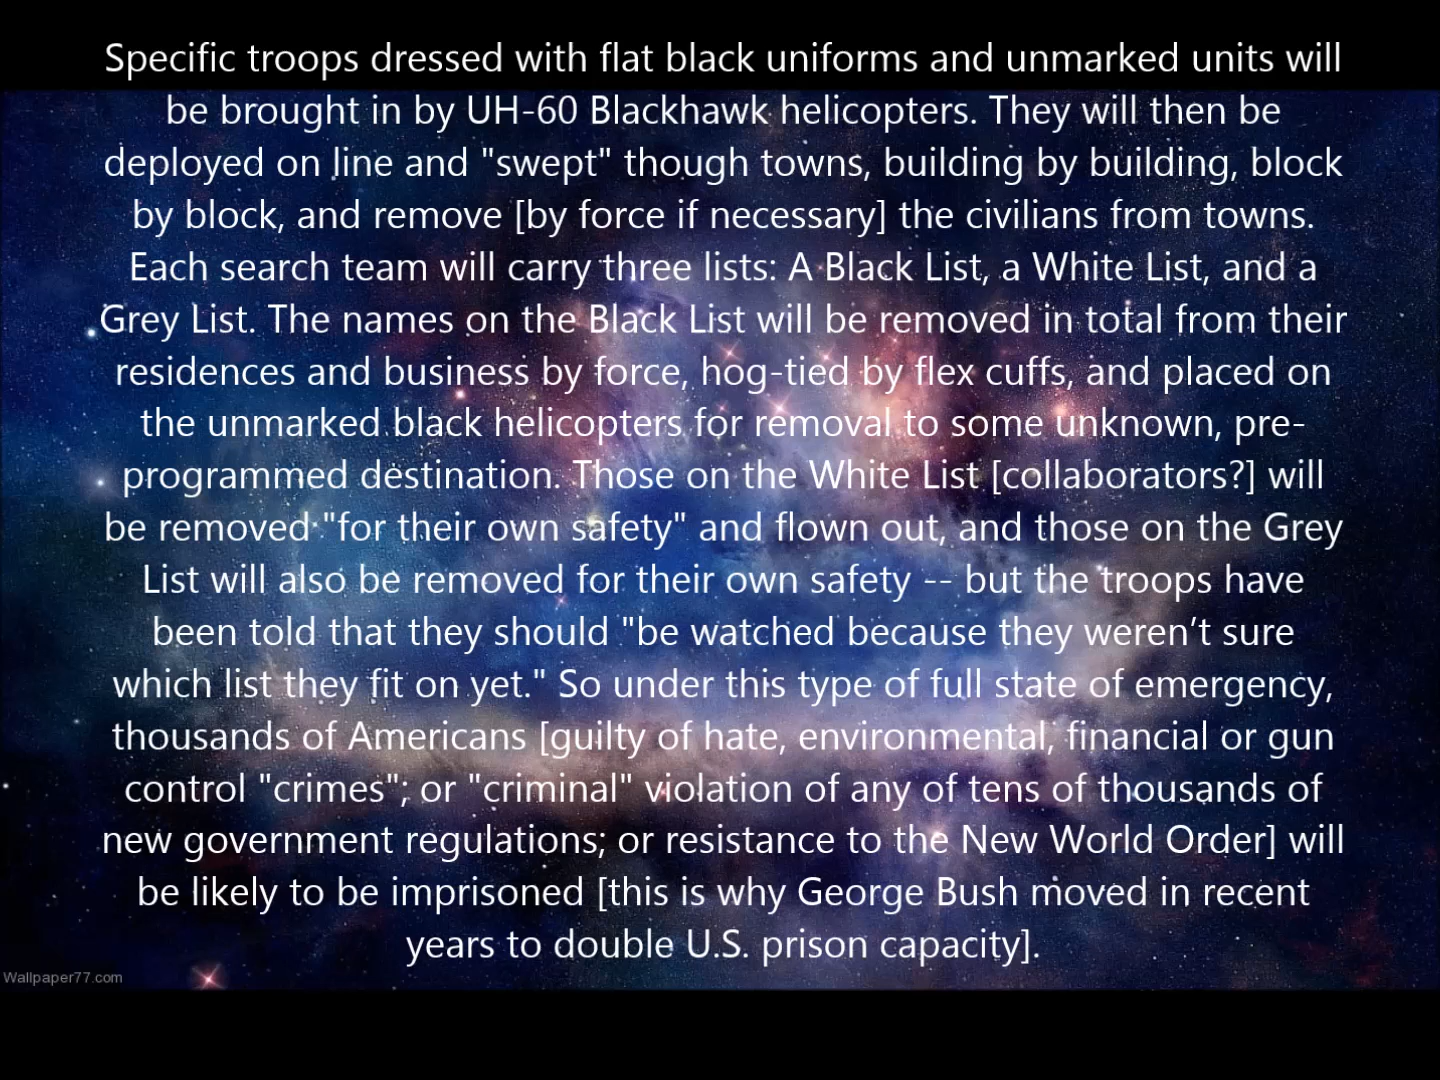 Specific troops dressed with flat black uniforms and unmarked units will
be brought in by UH-60 Blackhawk helicopters. They will then be
deployed on line and "swept" though towns, building by building, block
by block, and remove [by force if necessary] the civilians from towns.
Each search team will carry three lists: A Black List, a White List, and a
Grey List. The names on the Black List will be removed in total from their
residences and business by force, hog-tied by flex cuffs, and placed on
the unmarked black helicopters for removal to some unknown, pre-
programmed destination. Those on the White List [collaborators?] will
be removed "for their own safety" and flown out, and those on the Grey
List will also be removed for their own safety -- but the troops have
been told that they should "be watched because they weren’t sure
which list they fit on yet." So under this type of full state of emergency,
thousands of Americans [guilty of hate, environmental, financial or gun
control "crimes"; or "criminal" violation of any of tens of thousands of
new government regulations; or resistance to the New World Order] will
be likely to be imprisoned [this is why George Bush moved in recent
years to double U.S. prison capacity].
Wallpaper77.com